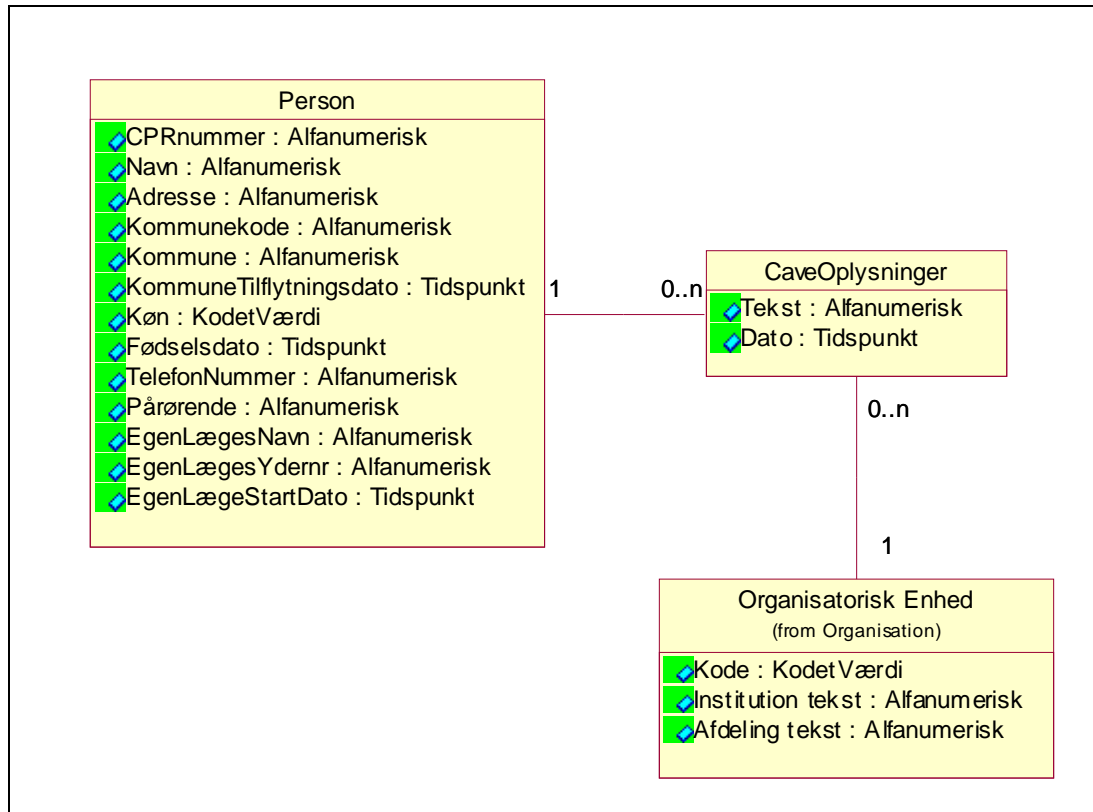 Person
CPRnummer : Alfanumerisk
Navn : Alfanumerisk
Adresse : Alfanumerisk
Kommunekode : Alfanumerisk
Kommune : Alfanumerisk
KommuneTilflytningsdato : Tidspunkt
Køn : KodetVærdi
Fødselsdato : Tidspunkt
TelefonNummer : Alfanumerisk
Pårørende : Alfanumerisk
EgenLægesNavn : Alfanumerisk
EgenLægesYdernr : Alfanumerisk
EgenLægeStartDato : Tidspunkt
1
0..n
CaveOplysninger
Tekst : Alfanumerisk
Dato : Tidspunkt
0..n
1
Organisatorisk Enhed
(from Organisation)
Kode : KodetVærdi
Institution tekst : Alfanumerisk
Afdeling tekst : Alfanumerisk